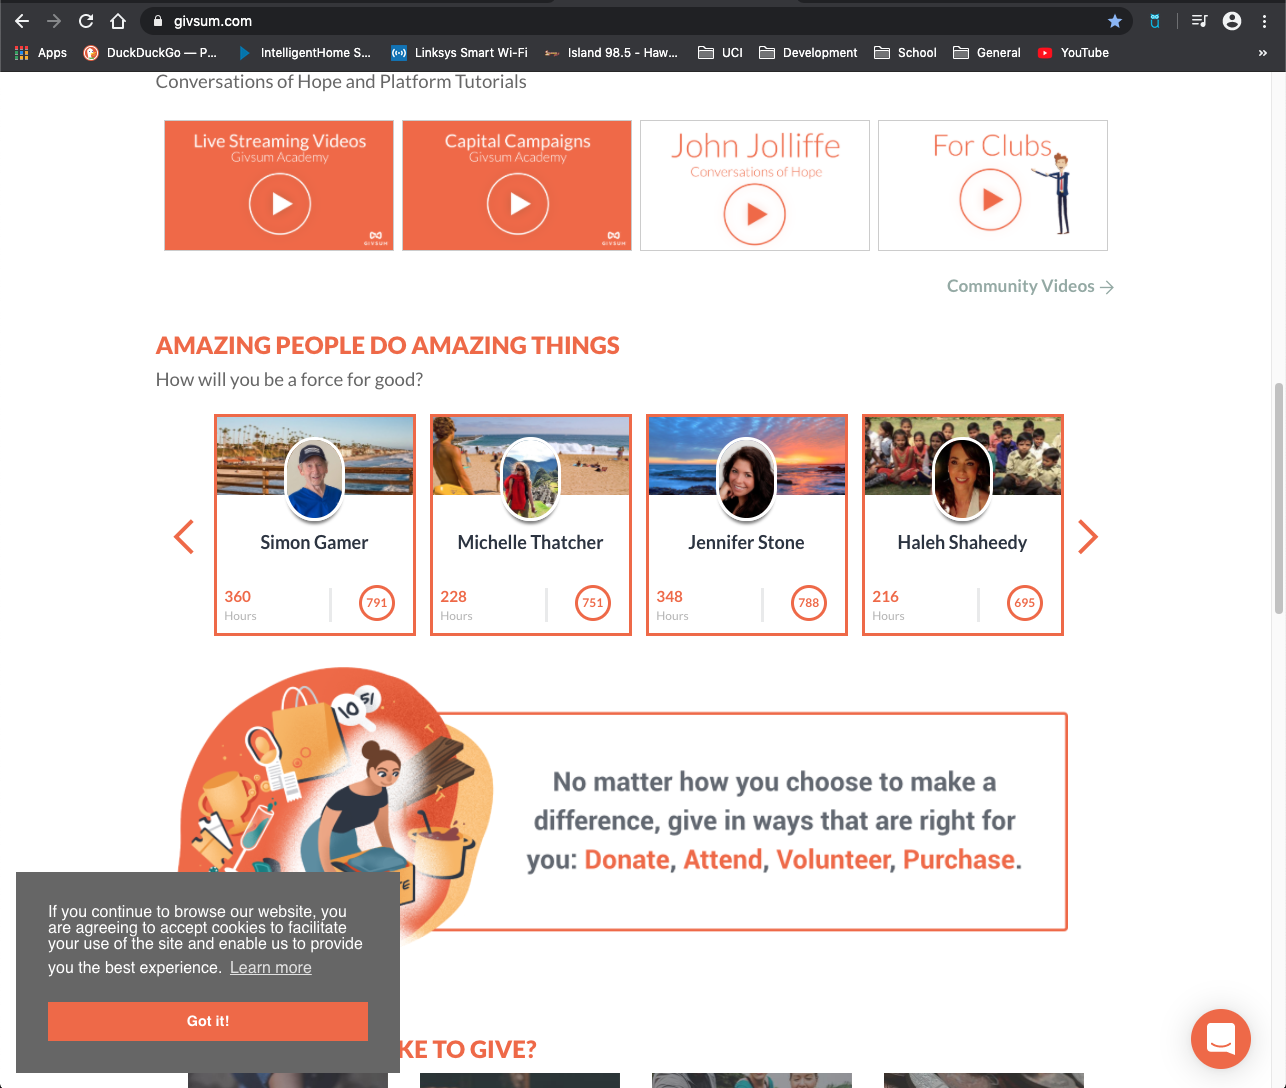 givsum.com
Apps
DuckDuckGo — P...
IntelligentHome S...
Linksys Smart Wi-Fi
Island 98.5 - Haw...
UCI
Development
School
General
YouTube
»
Conversations of Hope and Platform Tutorials
Live Streaming Videos
Givsum Academy
GIVSUM
Capital Campaigns
Givsum Academy
GIVSUM
John Jolliffe
Conversations of Hope
For Clubs
Community Videos →
AMAZING PEOPLE DO AMAZING THINGS
How will you be a force for good?
Simon Gamer
360
Hours
791
Michelle Thatcher
228
Hours
751
Jennifer Stone
348
Hours
788
Haleh Shaheedy
216
Hours
695
10
5/
No matter how you choose to make a
difference, give in ways that are right for
you: Donate, Attend, Volunteer, Purchase.
If you continue to browse our website, you
are agreeing to accept cookies to facilitate
your use of the site and enable us to provide
you the best experience. Learn more
Got it!
KE TO GIVE?